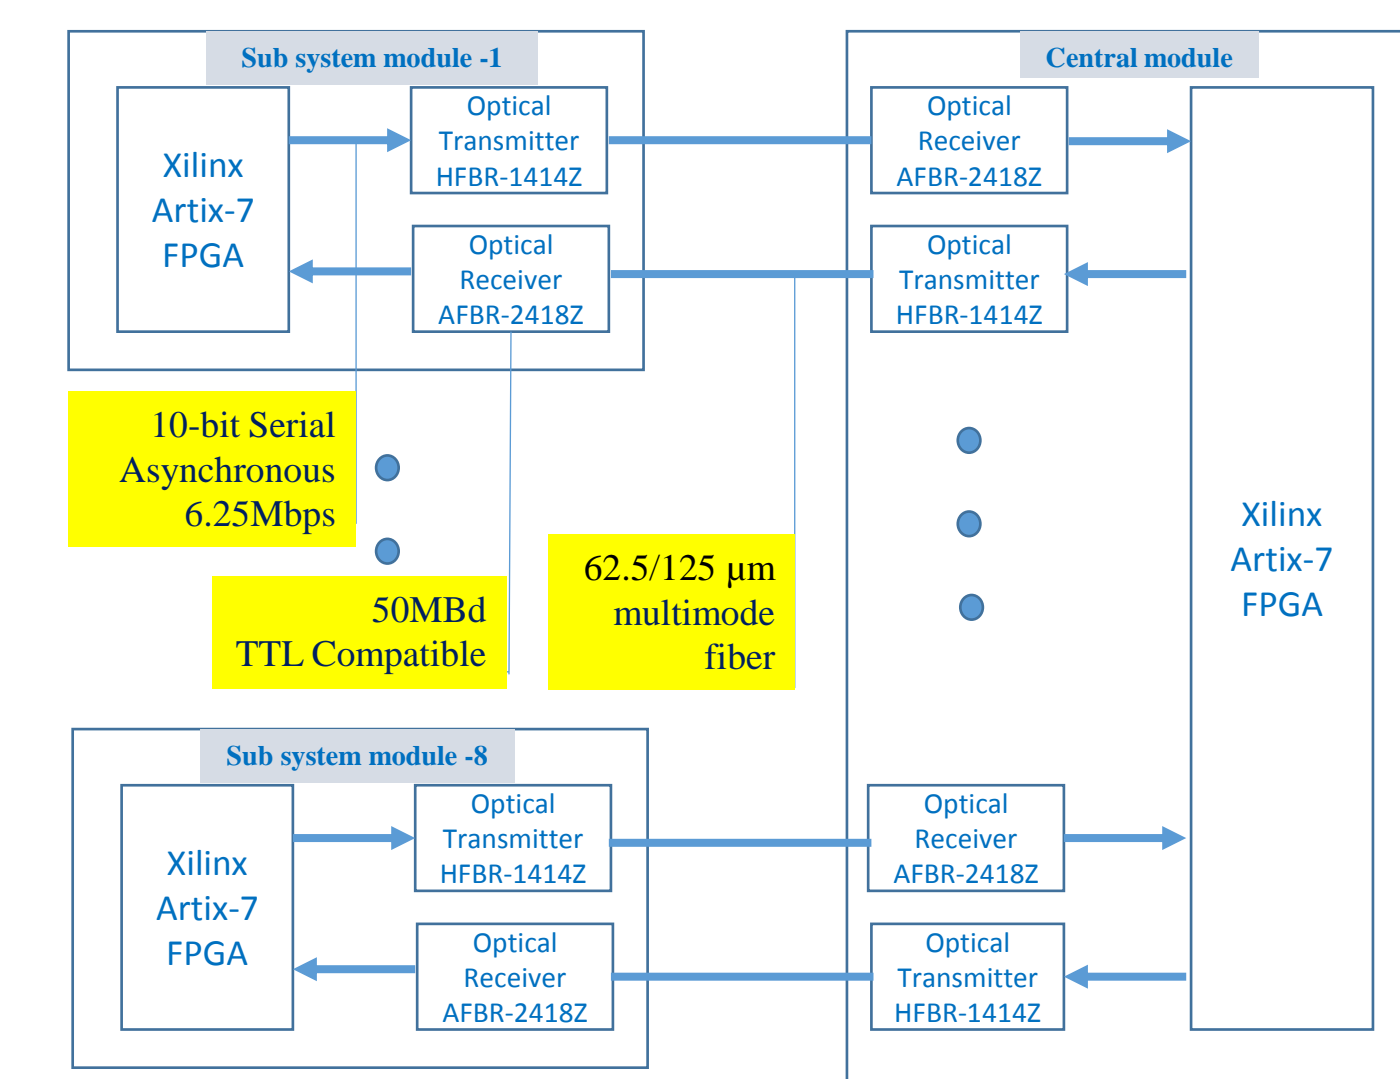 Sub system module -1
Xilinx
Artix-7
FPGA
Optical
Transmitter
HFBR-1414Z
Optical
Receiver
AFBR-2418Z
Central module
Optical
Receiver
AFBR-2418Z
Optical
Transmitter
HFBR-1414Z
Xilinx
Artix-7
FPGA
10-bit Serial
Asynchronous
6.25Mbps
50MBd
TTL Compatible
62.5/125 µm
multimode
fiber
Sub system module -8
Xilinx
Artix-7
FPGA
Optical
Transmitter
HFBR-1414Z
Optical
Receiver
AFBR-2418Z
Optical
Receiver
AFBR-2418Z
Optical
Transmitter
HFBR-1414Z